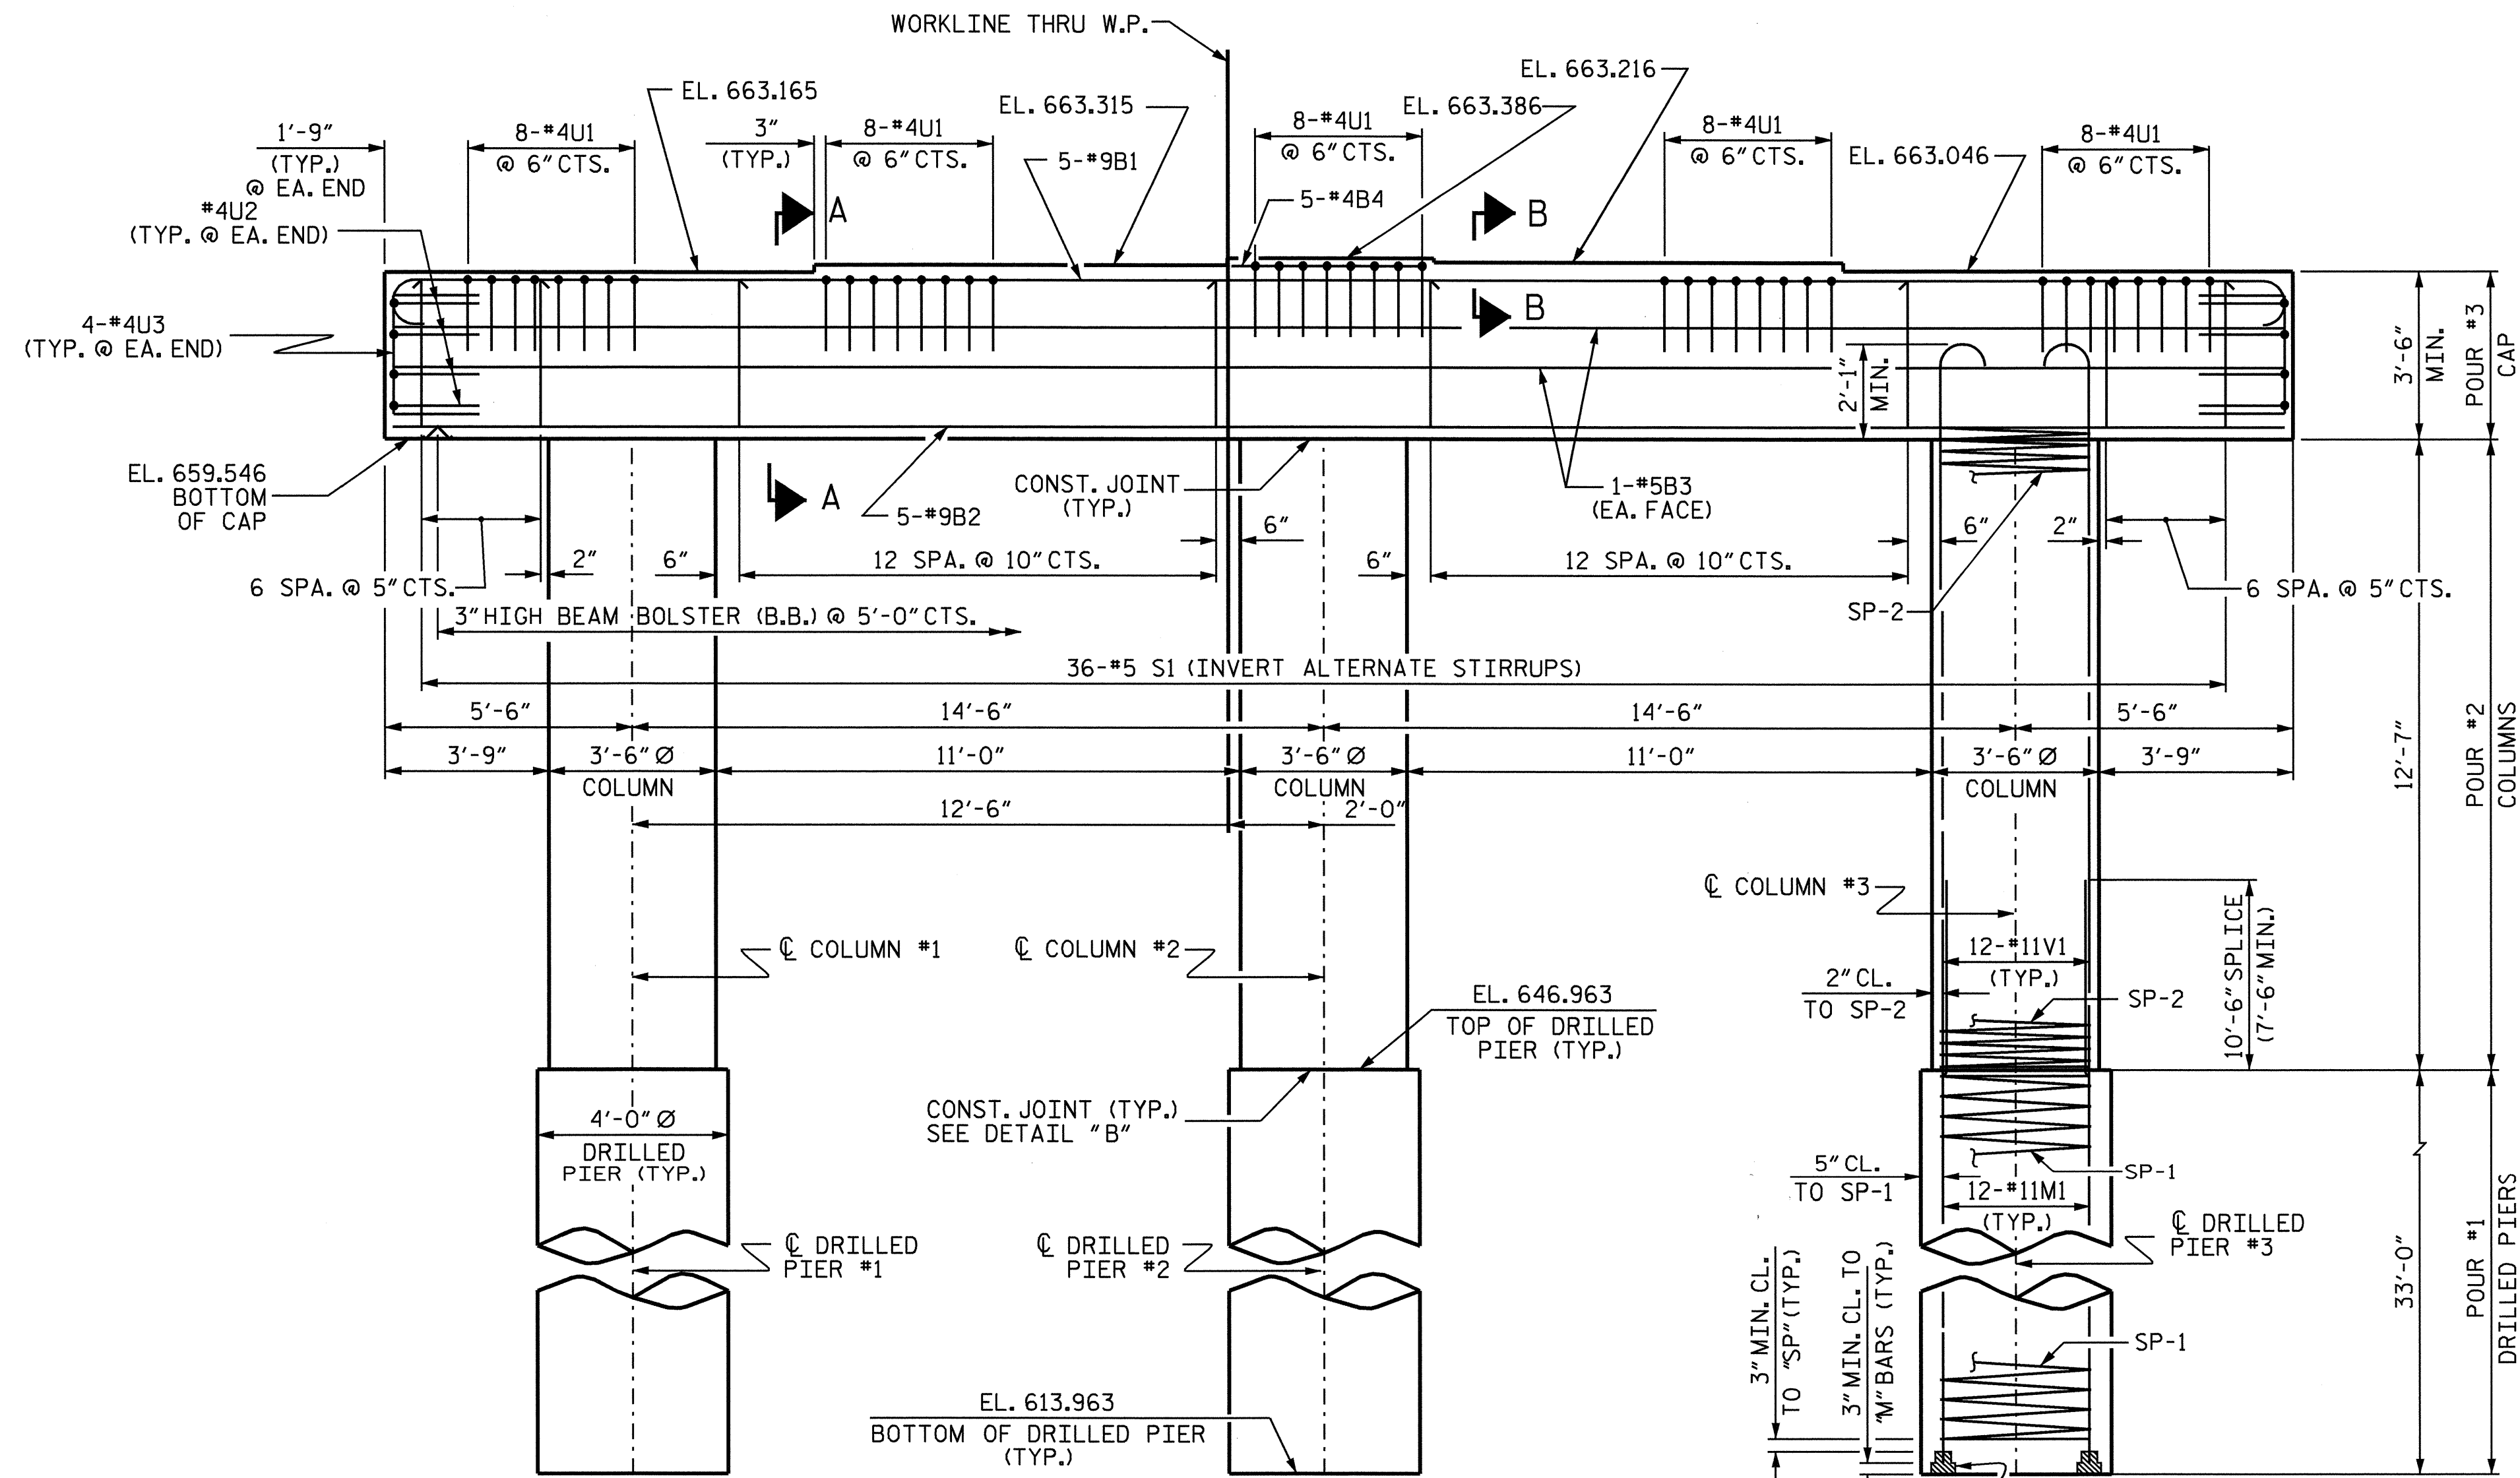 WORKLINE THRU W.P.
EL. 663.165
EL. 663.315
EL. 663.216
EL. 663.386
EL. 663.046
1'-9"
(TYP.)
@ EA. END
8-#4U1
@ 6" CTS.
3"
(TYP.)
8-#4U1
@ 6" CTS.
8-#4U1
@ 6" CTS.
8-#4U1
@ 6" CTS.
8-#4U1
@ 6" CTS.
5-#9B1
5-#4B4
#4U2
(TYP. @ EA. END)
A
B
4-#4U3
(TYP. @ EA. END)
B
2'-1"
MIN.
3'-6"
MIN.
POUR #3
CAP
EL. 659.546
BOTTOM
OF CAP
A
5-#9B2
CONST. JOINT
(TYP.)
1-#5B3
(EA. FACE)
6 SPA. @ 5" CTS.
2"
6"
12 SPA. @ 10" CTS.
6"
6"
12 SPA. @ 10" CTS.
6"
2"
6 SPA. @ 5" CTS.
SP-2
3" HIGH BEAM BOLSTER (B.B.) @ 5'-0" CTS.
36-#5 S1 (INVERT ALTERNATE STIRRUPS)
5'-6"
14'-6"
14'-6"
5'-6"
3'-9"
3'-6" Ø
COLUMN
11'-0"
3'-6" Ø
COLUMN
11'-0"
3'-6" Ø
COLUMN
3'-9"
12'-6"
2'-0"
12'-7"
POUR #2
COLUMNS
℄ COLUMN #1
℄ COLUMN #2
℄ COLUMN #3
12-#11V1
(TYP.)
2" CL.
TO SP-2
SP-2
10'-6" SPLICE
(7'-6" MIN.)
EL. 646.963
TOP OF DRILLED
PIER (TYP.)
4'-0" Ø
DRILLED
PIER (TYP.)
CONST. JOINT (TYP.)
SEE DETAIL "B"
5" CL.
TO SP-1
SP-1
12-#11M1
(TYP.)
℄ DRILLED
PIER #1
℄ DRILLED
PIER #2
℄ DRILLED
PIER #3
3" MIN. CL.
TO "SP" (TYP.)
3" MIN. CL. TO
"M" BARS (TYP.)
SP-1
33'-0"
POUR #1
DRILLED PIERS
EL. 613.963
BOTTOM OF DRILLED PIER
(TYP.)